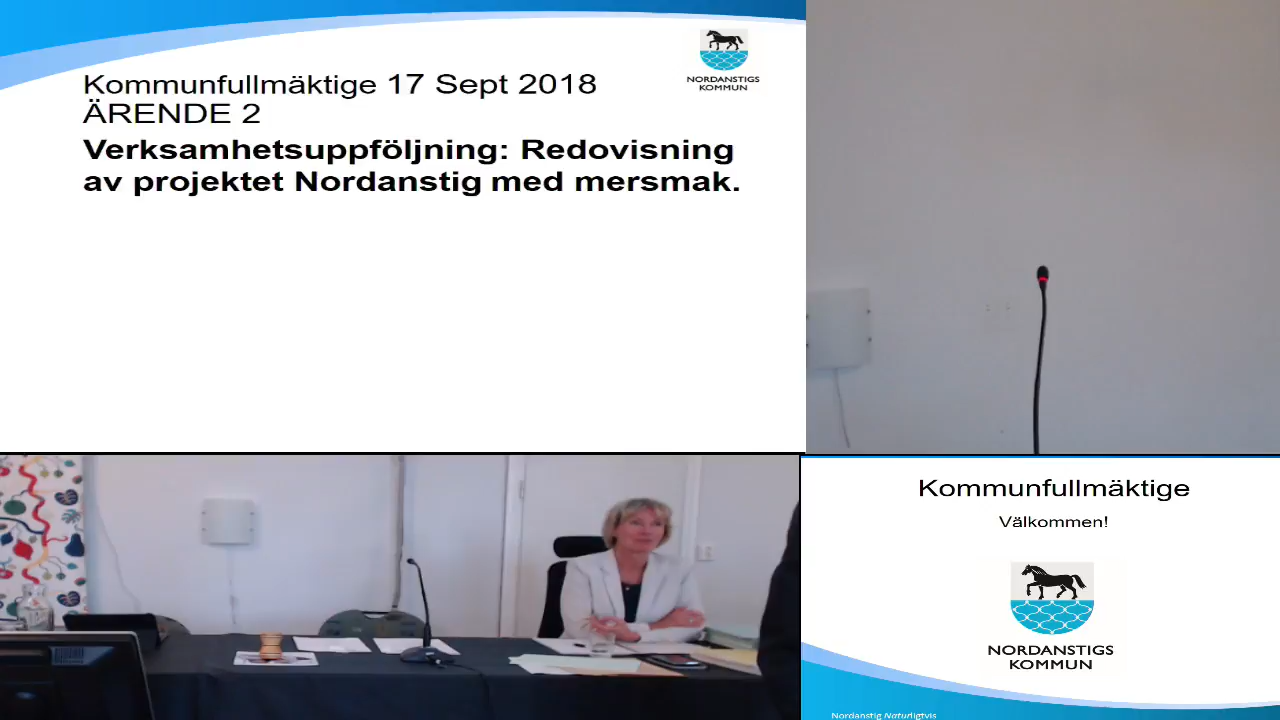 Kommunfullmäktige 17 Sept 2018
ÄRENDE 2
Verksamhetsuppföljning: Redovisning
av projektet Nordanstig med mersmak.
NORDANSTIGS
KOMMUN
Kommunfullmäktige
Välkommen!
NORDANSTIGS
KOMMUN
Nordanstig Naturligtvis